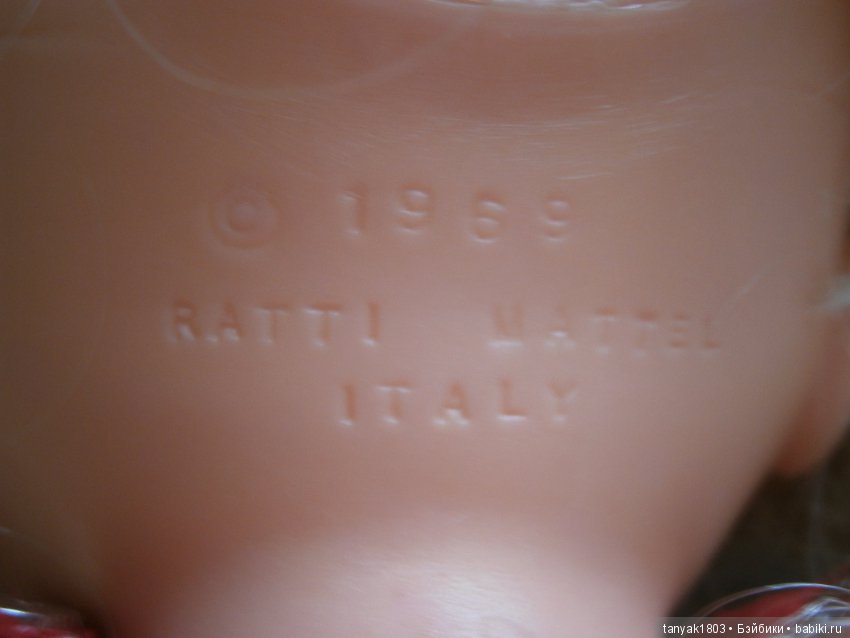 © 1969
RATTI MATTEL
ITALY
tanyak1803 • Бэйбики • babiki.ru